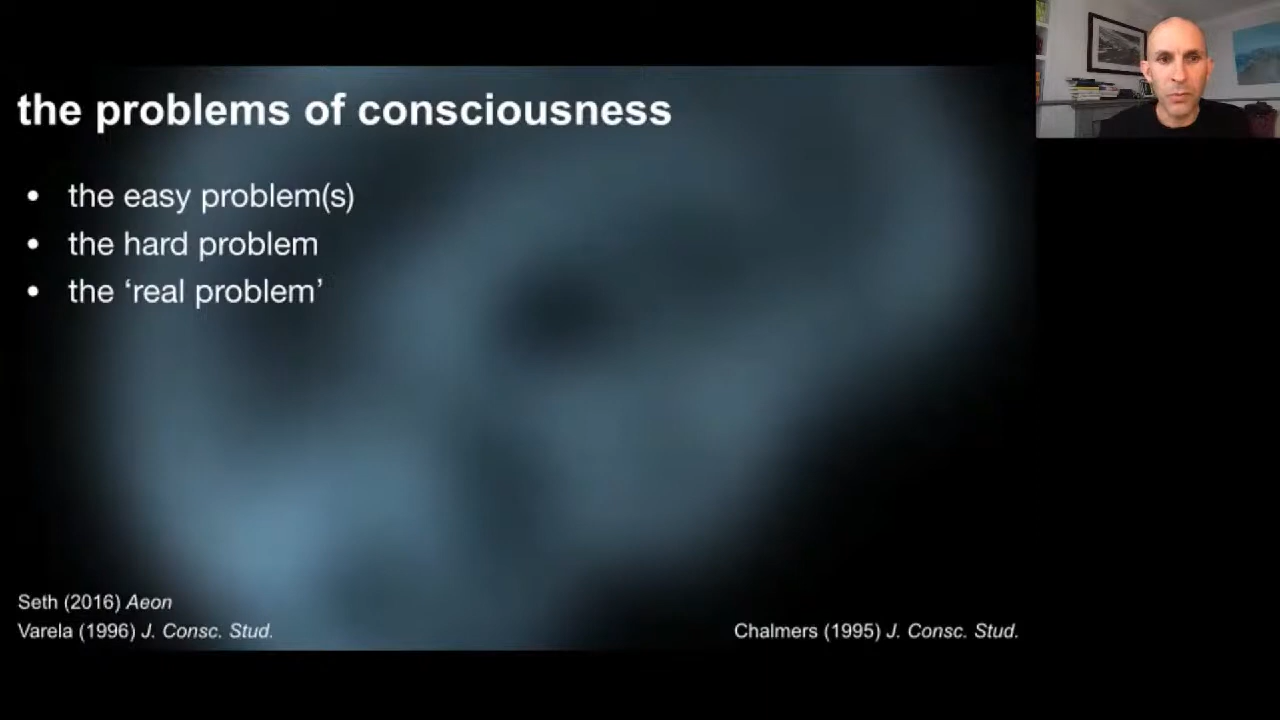 the problems of consciousness
• the easy problem(s)
• the hard problem
• the ‘real problem’
Seth (2016) Aeon
Varela (1996) J. Consc. Stud.
Chalmers (1995) J. Consc. Stud.